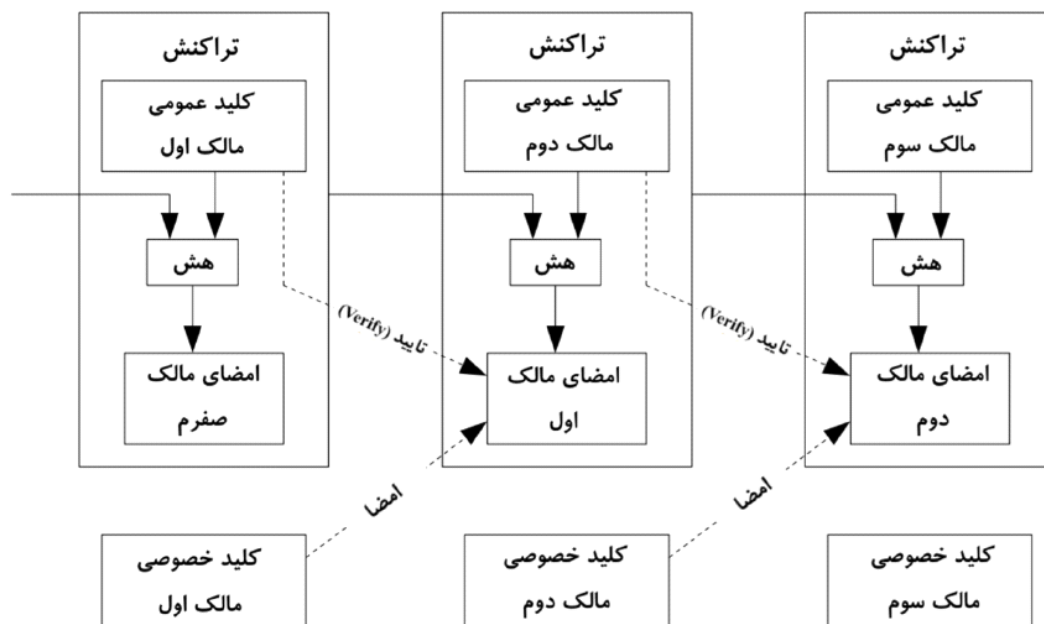 تراکنش
کلید عمومی
مالک اول
هش
امضای مالک
صفرم
تراکنش
کلید عمومی
مالک دوم
هش
تایید (Verify)
امضای مالک
اول
تراکنش
کلید عمومی
مالک سوم
هش
تایید (Verify)
امضای مالک
دوم
امضا
امضا
کلید خصوصی
مالک اول
کلید خصوصی
مالک دوم
کلید خصوصی
مالک سوم